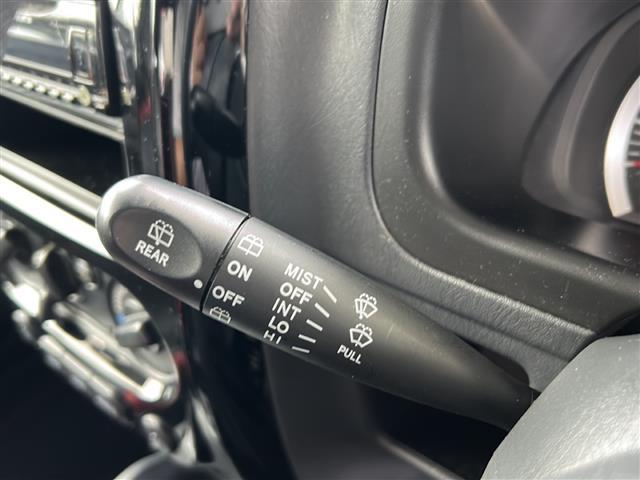 REAR
ON
OFF
MIST
OFF
INT
LO
HI
PULL